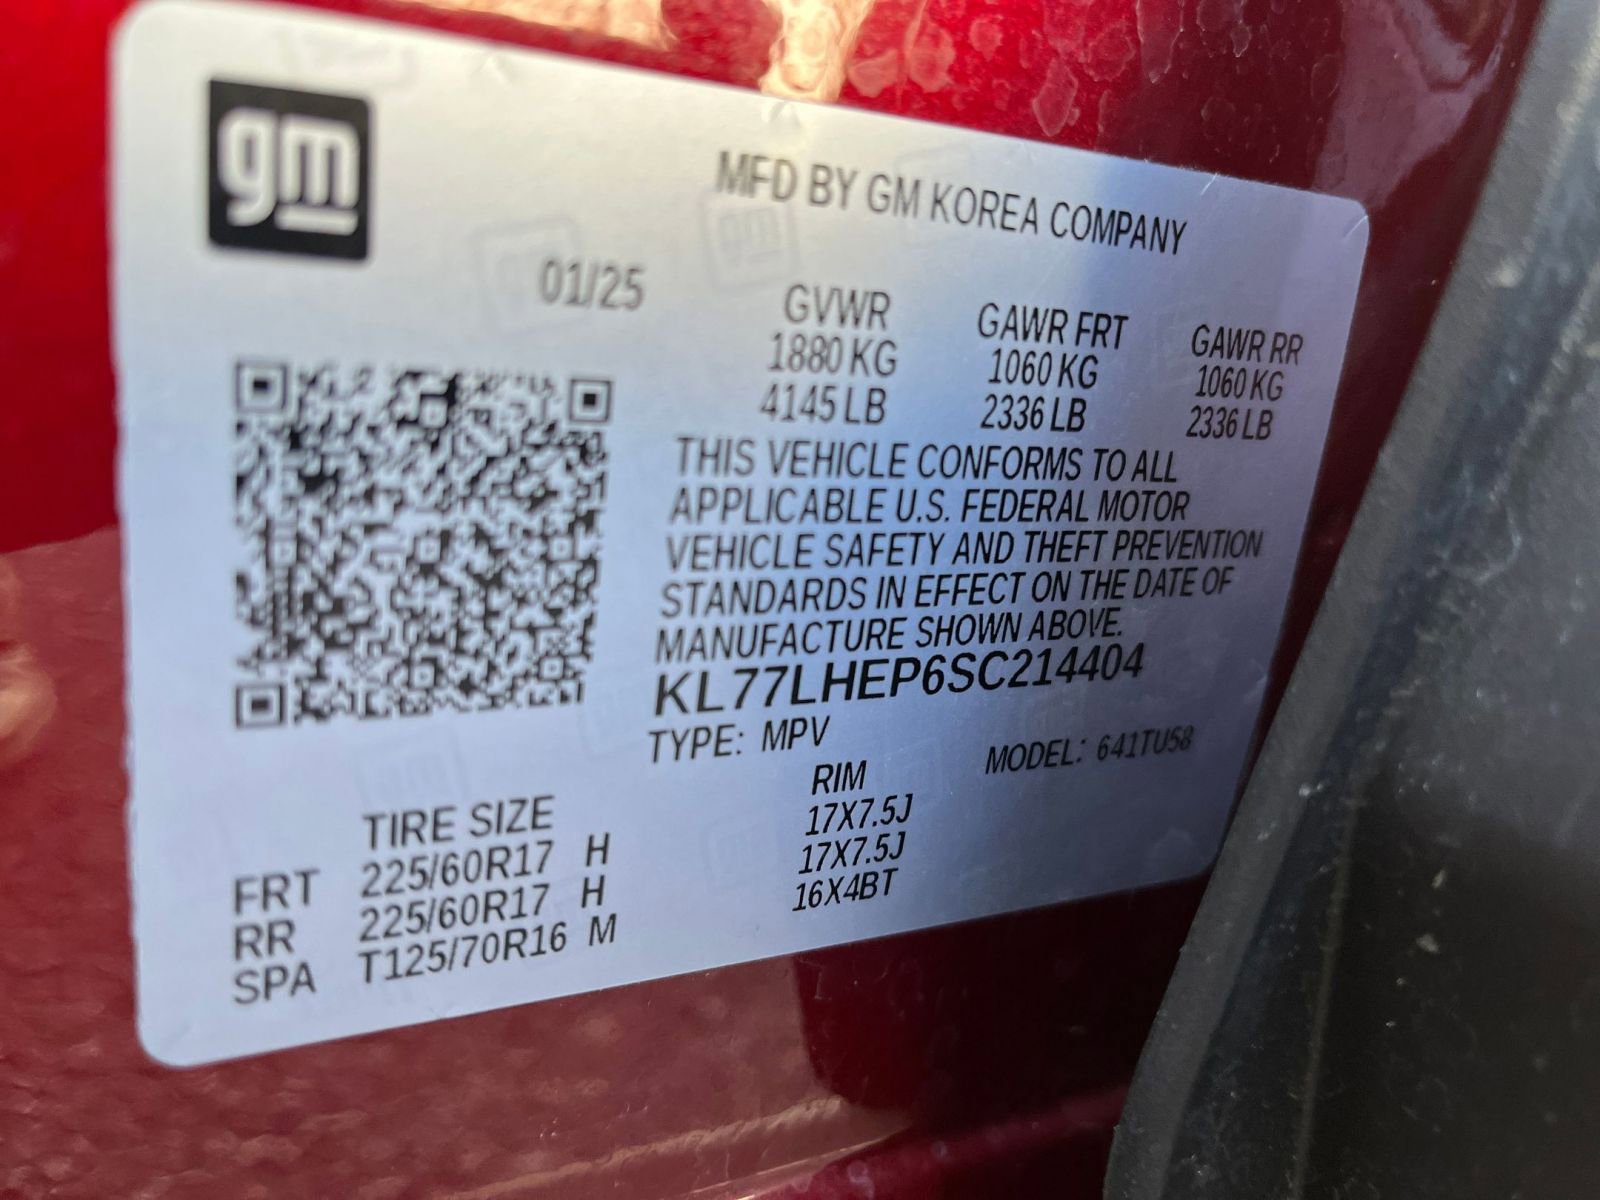 gm
MFD BY GM KOREA COMPANY
01/25
GVWR GAWR FRT GAWR RR
1880 KG 1060 KG 1060 KG
4145 LB 2336 LB 2336 LB
THIS VEHICLE CONFORMS TO ALL
APPLICABLE U.S. FEDERAL MOTOR
VEHICLE SAFETY AND THEFT PREVENTION
STANDARDS IN EFFECT ON THE DATE OF
MANUFACTURE SHOWN ABOVE.
KL77LHEP6SC214404
TYPE: MPV MODEL: 641TU58
TIRE SIZE RIM
FRT 225/60R17 H 17X7.5J
RR 225/60R17 H 17X7.5J
SPA T125/70R16 M 16X4BT